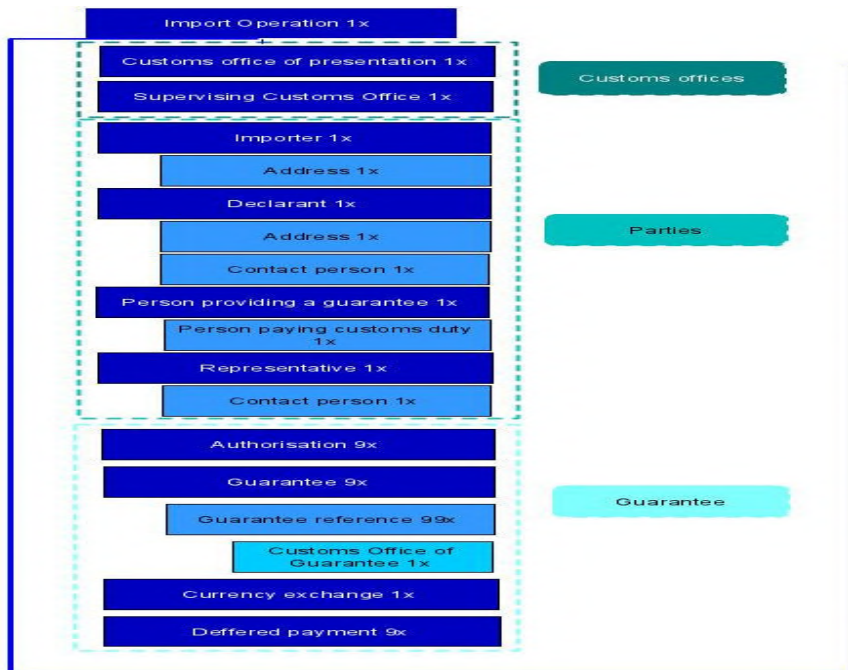 Import Operation 1x
Customs office of presentation 1x
Customs offices
Supervising Customs Office 1x
Importer 1x
Address 1x
Declarant 1x
Parties
Address 1x
Contact person 1x
Person providing a guarantee 1x
Person paying customs duty
1x
Representative 1x
Contact person 1x
Authorisation 9x
Guarantee 9x
Guarantee
Guarantee reference 99x
Customs Office of
Guarantee 1x
Currency exchange 1x
Deffered payment 9x